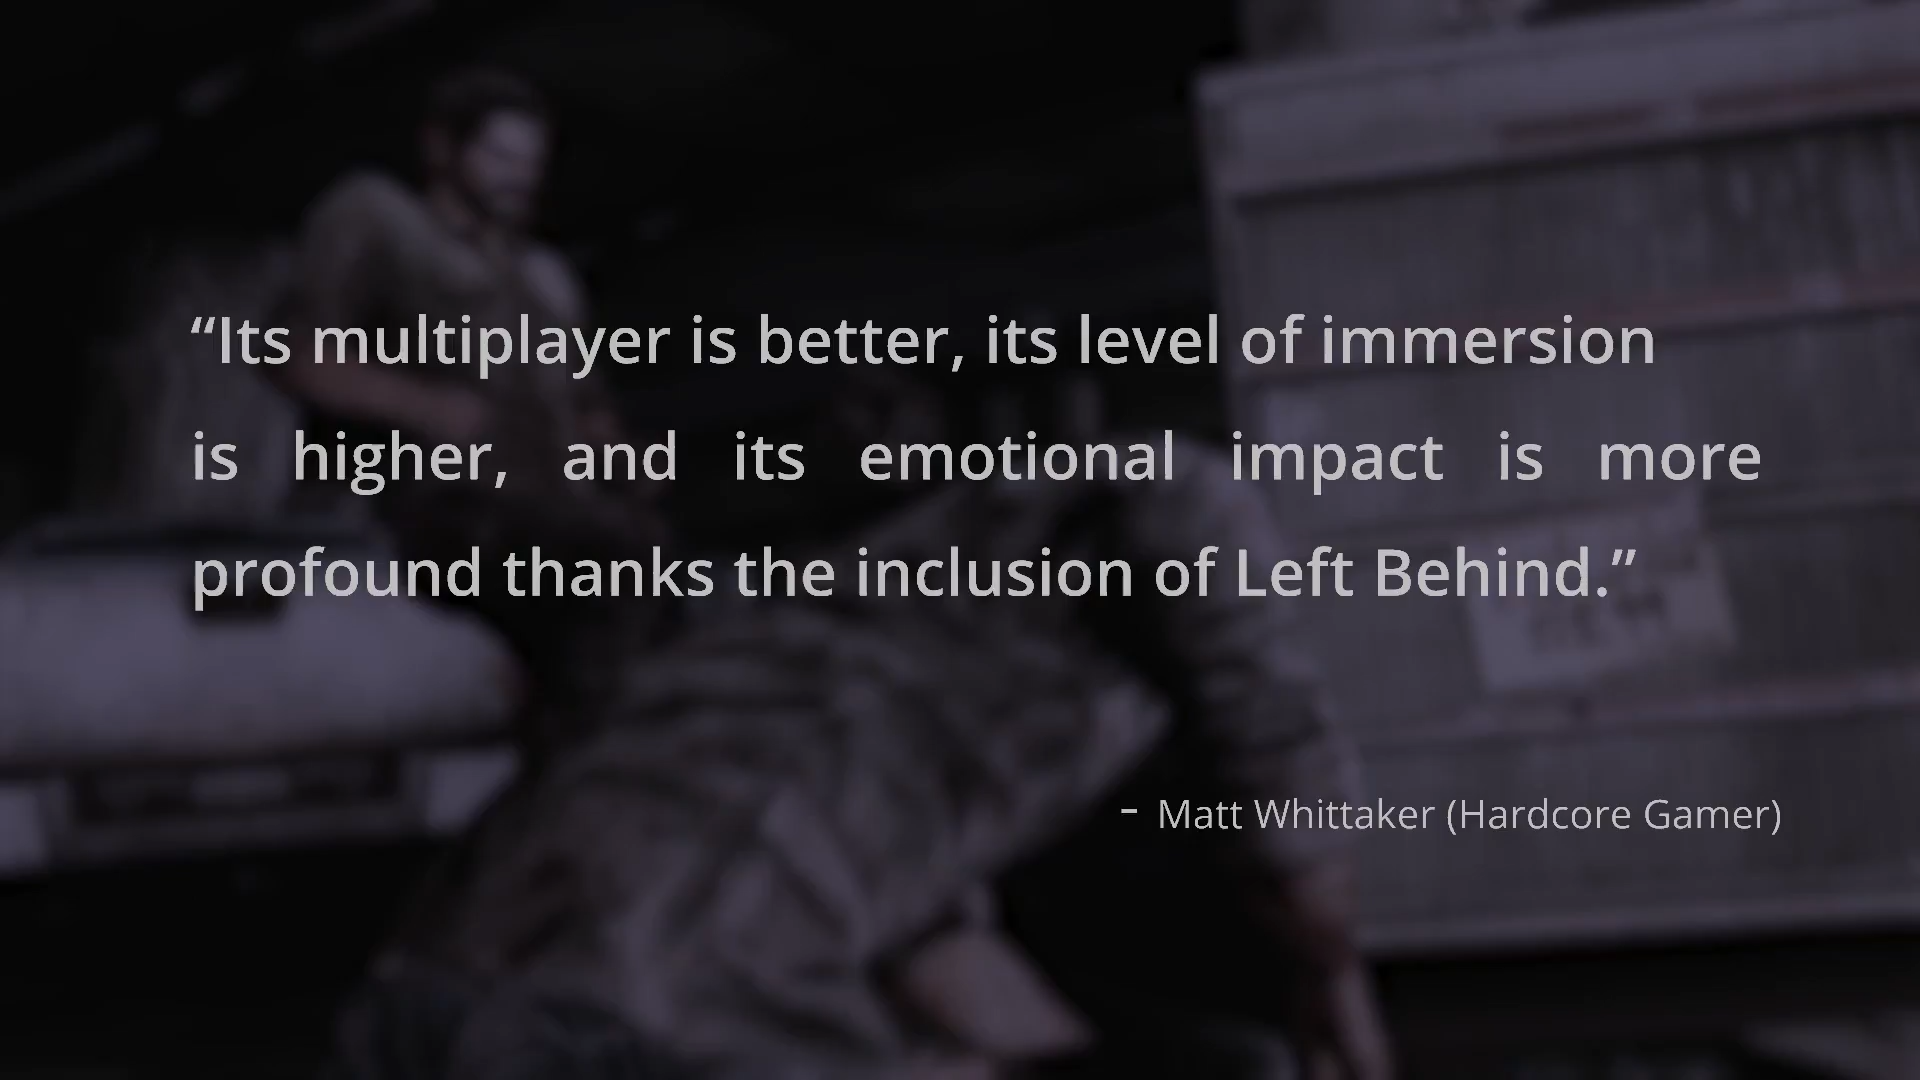 “Its multiplayer is better, its level of immersion
is higher, and its emotional impact is more
profound thanks the inclusion of Left Behind.”
- Matt Whittaker (Hardcore Gamer)